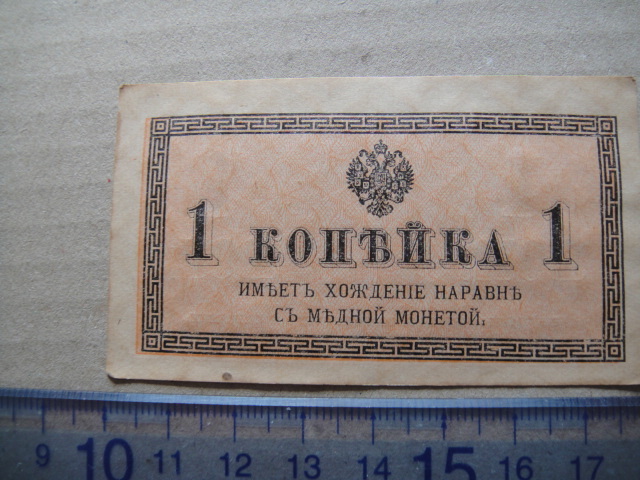 1 КОПѢЙКА 1
ИМѢЕТЪ ХОЖДЕНІЕ НАРАВНѢ
СЪ МѢДНОЙ МОНЕТОЙ.
9 10 11 12 13 14 15 16 17